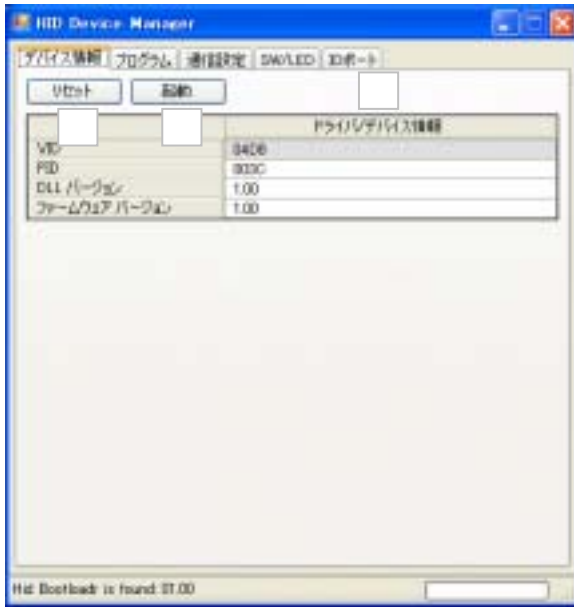 HID Device Manager
デバイス情報 プログラム 通信設定 SW/LED IOポート
リセット 起動
ドライバ/デバイス情報
VID 04D8
PID 003C
DLL バージョン 1.00
ファームウェア バージョン 1.00
Hid Bootloadr is found 01.00